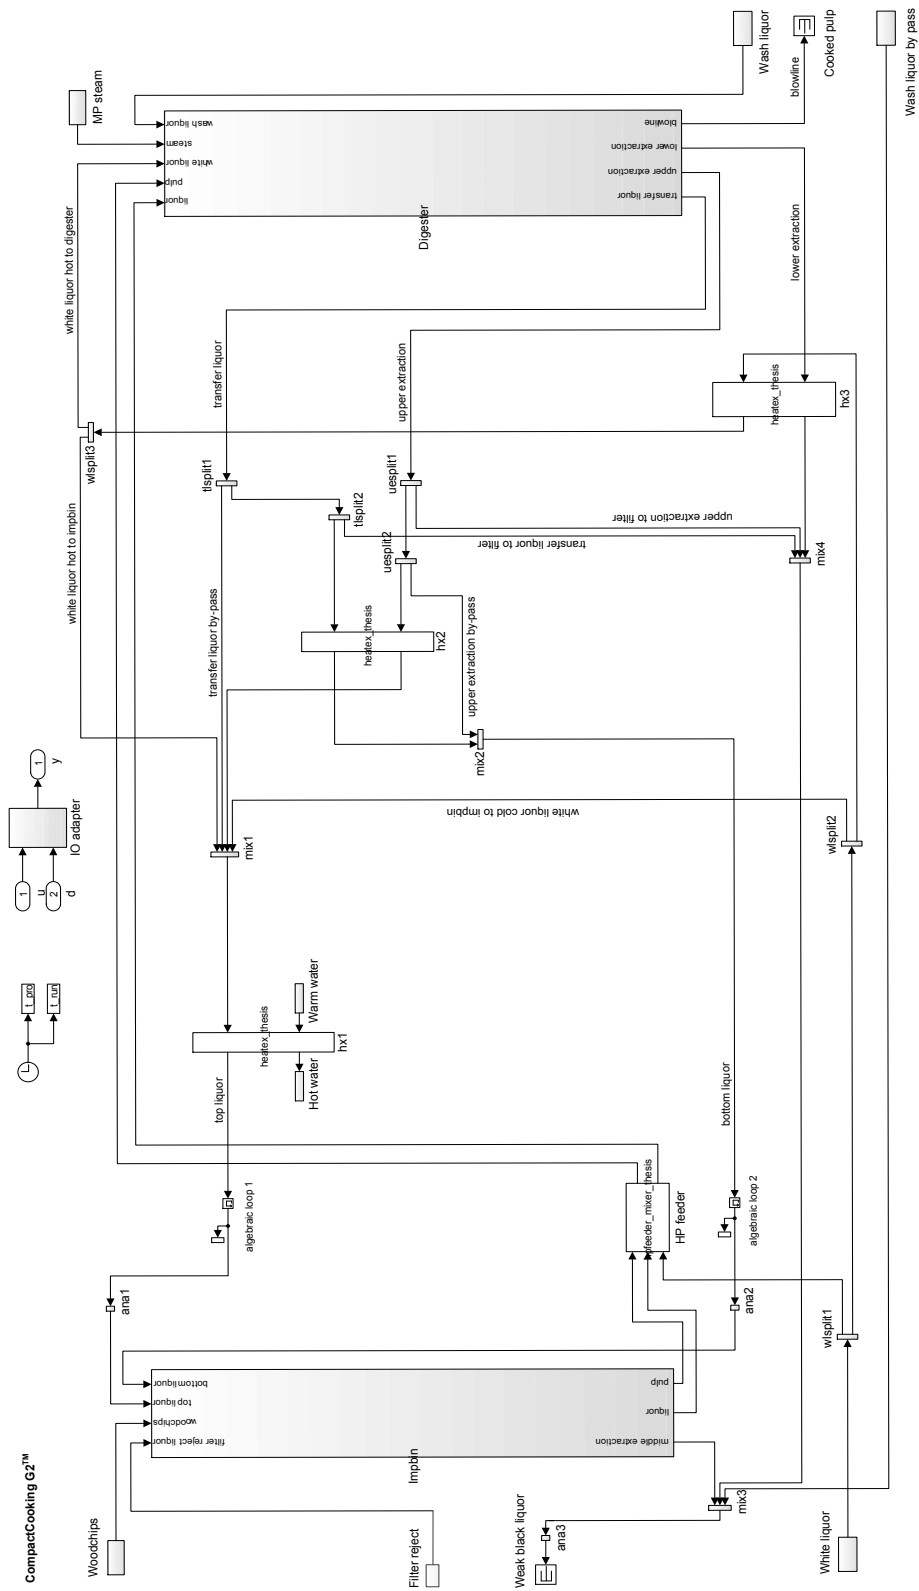 CompactCooking G2™
Woodchips
Filter reject
Weak black liquor
ana3
White liquor
filter reject liquor
woodchips
top liquor
bottom liquor
middle extraction
liquor
pulp
Impbin
mix3
ana1
ana2
wlsplit1
algebraic loop 1
algebraic loop 2
pfeeder_mixer_thesis
HP feeder
top liquor
bottom liquor
t_pro
t_run
heatex_thesis
hx1
Hot water
Warm water
1
u
2
d
IO adapter
1
y
mix1
white liquor cold to impbin
wlsplit2
mix2
heatex_thesis
hx2
white liquor hot to impbin
transfer liquor by-pass
upper extraction by-pass
transfer liquor to filter
upper extraction to filter
mix4
tlsplit1
tlsplit2
uesplit1
uesplit2
wlsplit3
heatex_thesis
hx3
white liquor hot to digester
transfer liquor
upper extraction
lower extraction
liquor
pulp
white liquor
steam
wash liquor
transfer liquor
upper extraction
lower extraction
blowline
Digester
MP steam
Wash liquor
blowline
Cooked pulp
Wash liquor by pass